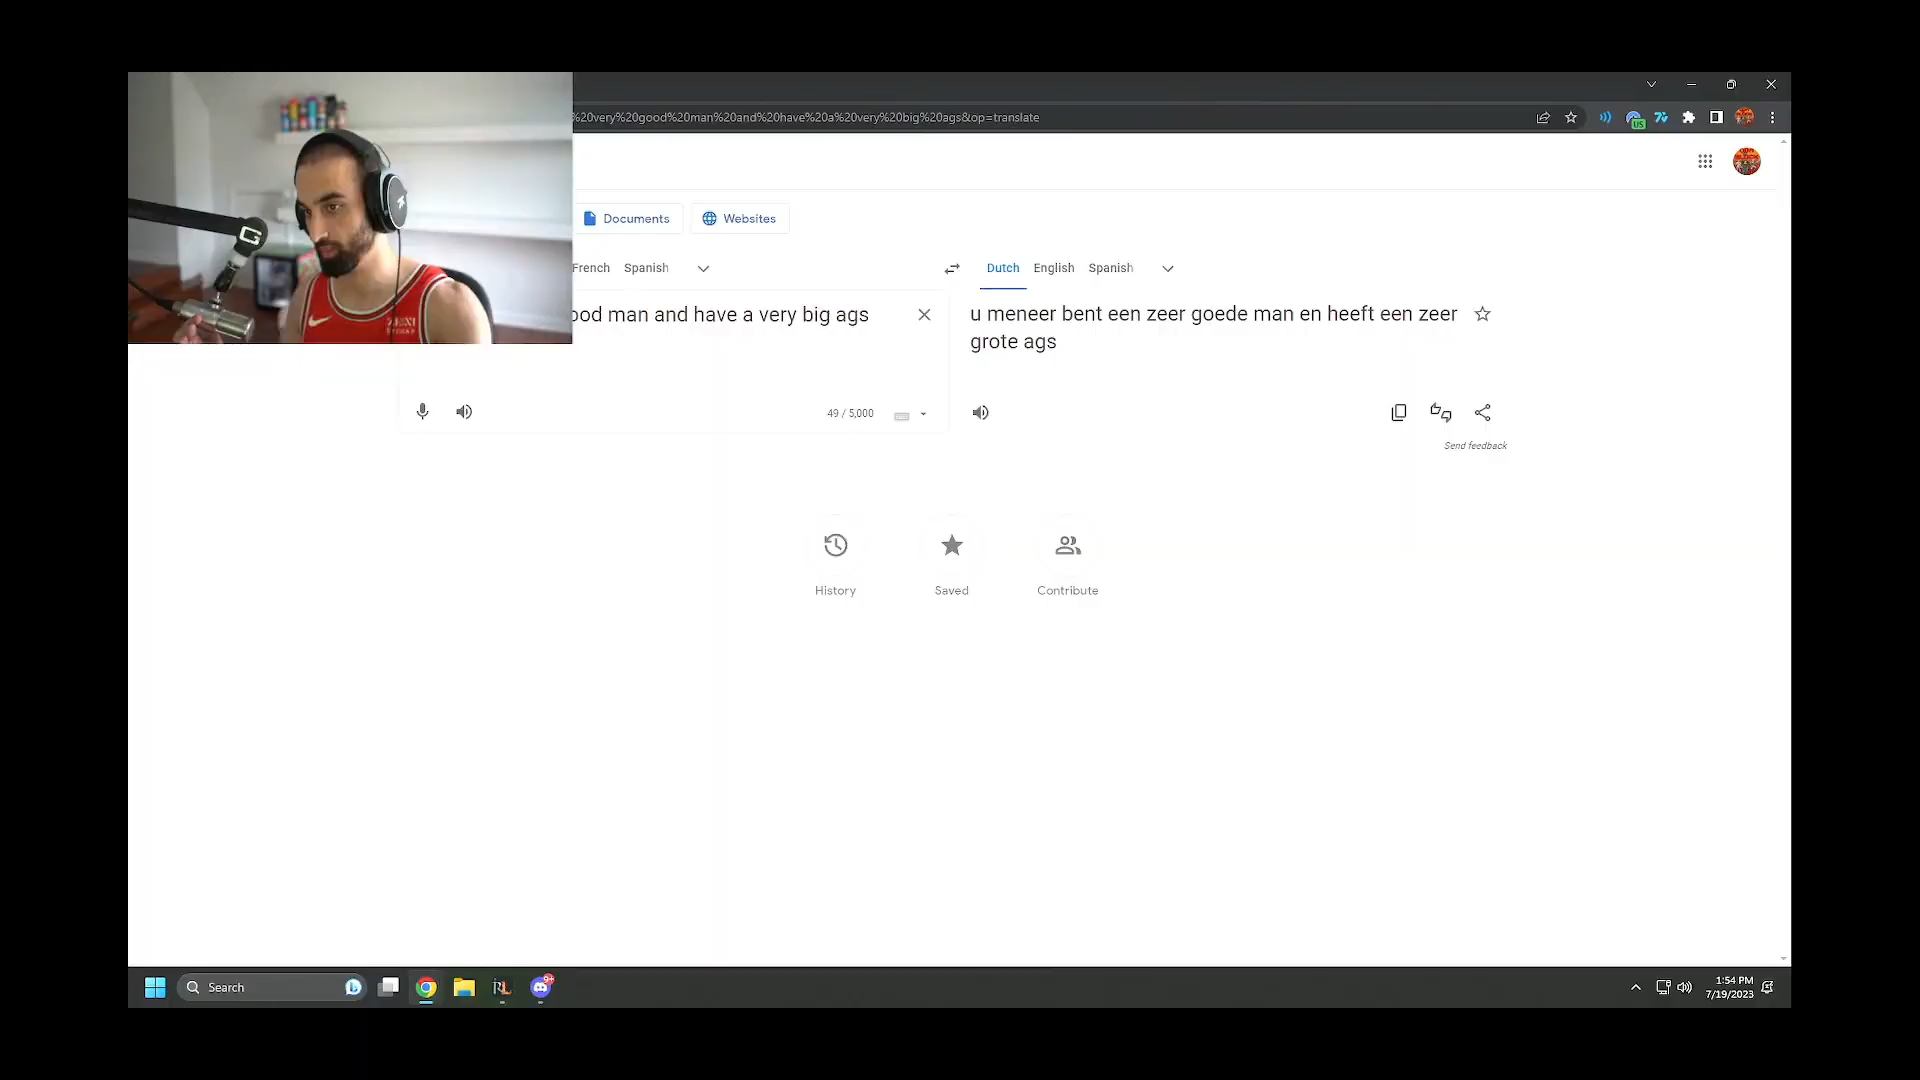 %20very%20good%20man%20and%20have%20a%20very%20big%20ags&op=translate
US
Documents Websites
French Spanish
Dutch English Spanish
ood man and have a very big ags
u meneer bent een zeer goede man en heeft een zeer
grote ags
49 / 5,000
Send feedback
History Saved Contribute
G
Search
1:54 PM
7/19/2023